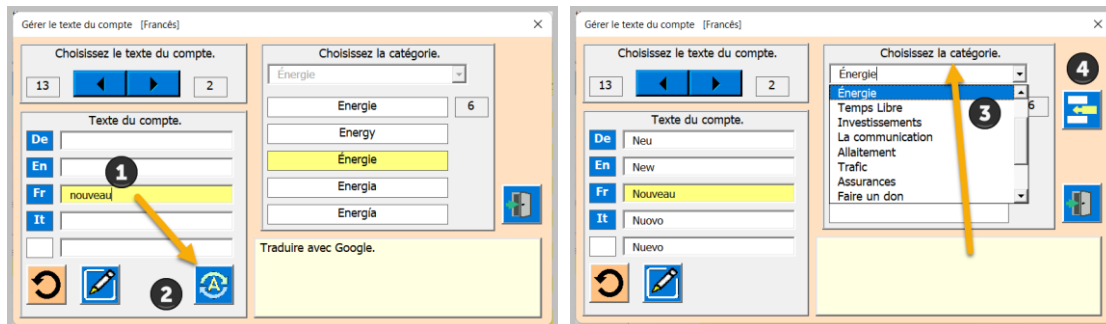 Gérer le texte du compte [Francés]
Choisissez le texte du compte.
13
2
Texte du compte.
De
En
Fr nouveau
It
1
2
Choisissez la catégorie.
Énergie
Energie
6
Energy
Énergie
Energia
Energía
Traduire avec Google.
A
Gérer le texte du compte [Francés]
Choisissez le texte du compte.
13
2
Texte du compte.
De Neu
En New
Fr Nouveau
It Nuovo
Nuevo
Choisissez la catégorie.
Énergie
Énergie
Temps Libre
Investissements
La communication
Allaitement
Trafic
Assurances
Faire un don
6
3
4